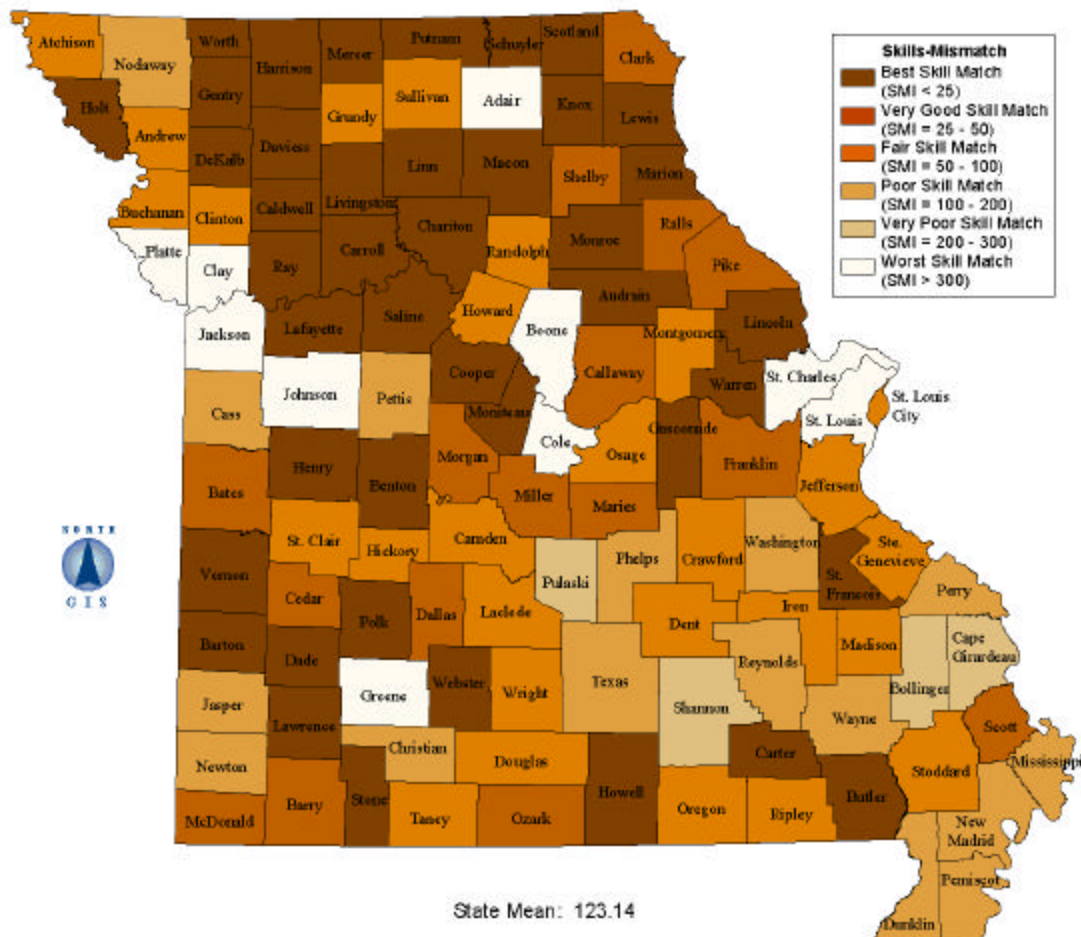 Atchison
Nodaway
Worth
Harrison
Mercer
Putnam
Schuyler
Scotland
Clark
Skills-Mismatch
Best Skill Match
(SMI < 25)
Very Good Skill Match
(SMI = 25 - 50)
Fair Skill Match
(SMI = 50 - 100)
Poor Skill Match
(SMI = 100 - 200)
Very Poor Skill Match
(SMI = 200 - 300)
Worst Skill Match
(SMI > 300)
Holt
Gentry
Grundy
Sullivan
Adair
Knox
Lewis
Andrew
DeKalb
Daviess
Linn
Macon
Shelby
Marion
Buchanan
Clinton
Caldwell
Livingston
Chariton
Randolph
Monroe
Ralls
Pike
Platte
Clay
Ray
Carroll
Audrain
Jackson
Lafayette
Saline
Howard
Boone
Montgomery
Lincoln
Johnson
Pettis
Cooper
Callaway
Warren
St. Charles
St. Louis
City
St. Louis
Cass
Moniteau
Cole
Osage
Gasconade
Franklin
Jefferson
Bates
Henry
Benton
Morgan
Miller
Maries
NORTH
GIS
St. Clair
Hickory
Camden
Pulaski
Phelps
Crawford
Washington
St.
Francois
Ste.
Genevieve
Perry
Vernon
Cedar
Polk
Dallas
Laclede
Dent
Iron
Madison
Bollinger
Cape
Girardeau
Barton
Dade
Greene
Webster
Wright
Texas
Shannon
Reynolds
Wayne
Scott
Mississippi
Jasper
Lawrence
Christian
Douglas
Howell
Carter
Butler
Stoddard
Newton
McDonald
Barry
Stone
Taney
Ozark
Oregon
Ripley
New
Madrid
Pemiscot
Dunklin
State Mean: 123.14